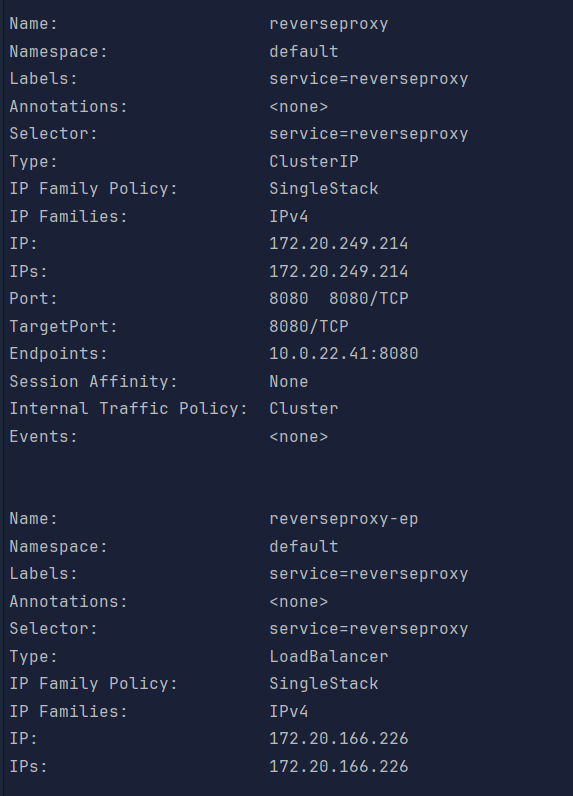 Name:                     reverseproxy
Namespace:                default
Labels:                   service=reverseproxy
Annotations:              <none>
Selector:                 service=reverseproxy
Type:                     ClusterIP
IP Family Policy:         SingleStack
IP Families:              IPv4
IP:                       172.20.249.214
IPs:                      172.20.249.214
Port:                     8080  8080/TCP
TargetPort:               8080/TCP
Endpoints:                10.0.22.41:8080
Session Affinity:         None
Internal Traffic Policy:  Cluster
Events:                   <none>
Name:                     reverseproxy-ep
Namespace:                default
Labels:                   service=reverseproxy
Annotations:              <none>
Selector:                 service=reverseproxy
Type:                     LoadBalancer
IP Family Policy:         SingleStack
IP Families:              IPv4
IP:                       172.20.166.226
IPs:                      172.20.166.226